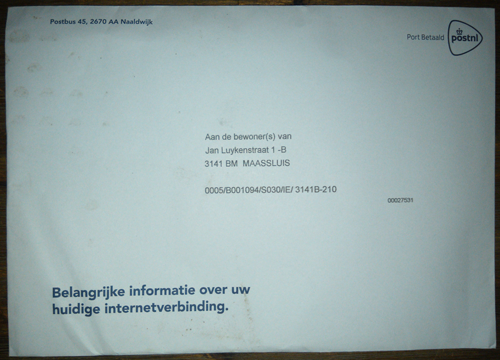 Postbus 45, 2670 AA Naaldwijk
Port Betaald
postnl
Aan de bewoner(s) van
Jan Luykenstraat 1 -B
3141 BM MAASSLUIS
0005/B001094/S030/IE/ 3141B-210
00027531
Belangrijke informatie over uw
huidige internetverbinding.